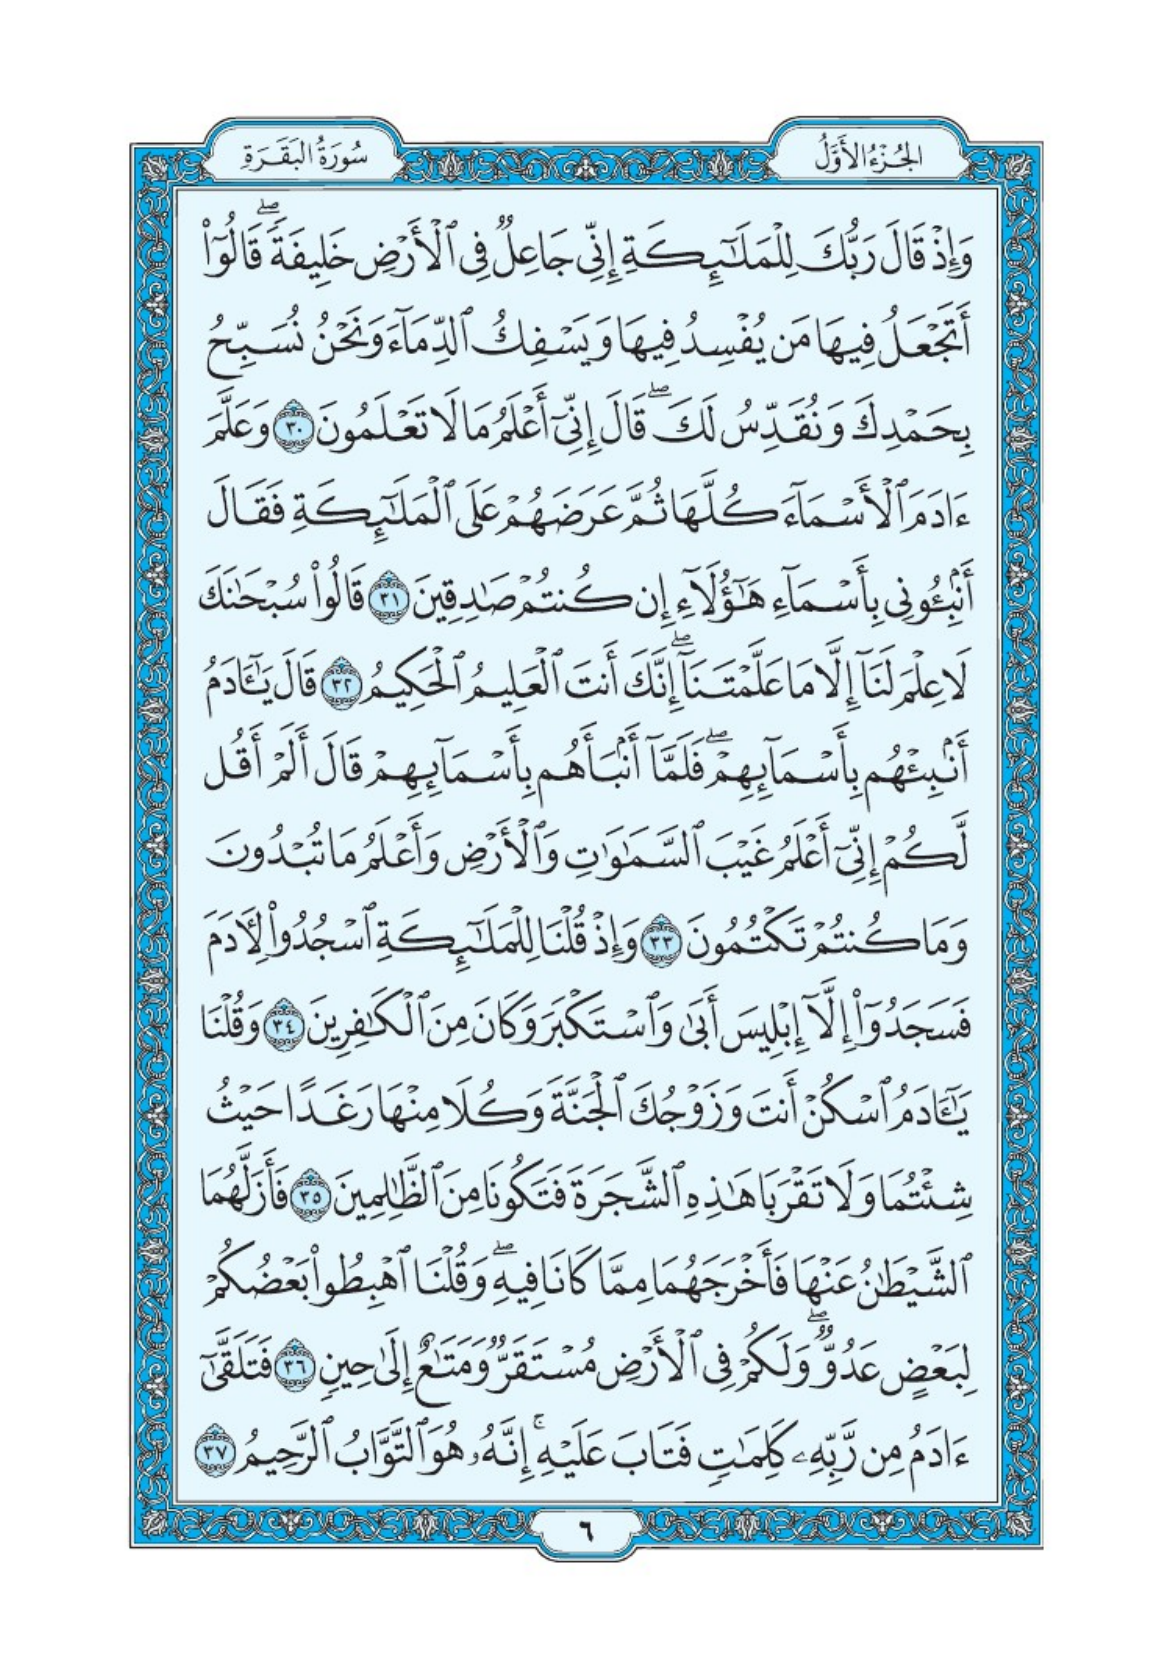 الجُزْءُ الأَوَّلُ
سُورَةُ البَقَرَةِ
وَإِذْ قَالَ رَبُّكَ لِلْمَلَـٰٓئِكَةِ إِنِّي جَاعِلٌ فِي ٱلْأَرْضِ خَلِيفَةًۖ قَالُوٓا۟
أَتَجْعَلُ فِيهَا مَن يُفْسِدُ فِيهَا وَيَسْفِكُ ٱلدِّمَآءَ وَنَحْنُ نُسَبِّحُ
بِحَمْدِكَ وَنُقَدِّسُ لَكَۖ قَالَ إِنِّيٓ أَعْلَمُ مَا لَا تَعْلَمُونَ ٣٠ وَعَلَّمَ
ءَادَمَ ٱلْأَسْمَآءَ كُلَّهَا ثُمَّ عَرَضَهُمْ عَلَى ٱلْمَلَـٰٓئِكَةِ فَقَالَ
أَنۢبِـُٔونِي بِأَسْمَآءِ هَـٰٓؤُلَآءِ إِن كُنتُمْ صَـٰدِقِينَ ٣١ قَالُوا۟ سُبْحَـٰنَكَ
لَا عِلْمَ لَنَآ إِلَّا مَا عَلَّمْتَنَآۖ إِنَّكَ أَنتَ ٱلْعَلِيمُ ٱلْحَكِيمُ ٣٢ قَالَ يَـٰٓـَٔادَمُ
أَنۢبِئْهُم بِأَسْمَآئِهِمْۖ فَلَمَّآ أَنۢبَأَهُم بِأَسْمَآئِهِمْ قَالَ أَلَمْ أَقُل
لَّكُمْ إِنِّيٓ أَعْلَمُ غَيْبَ ٱلسَّمَـٰوَٰتِ وَٱلْأَرْضِ وَأَعْلَمُ مَا تُبْدُونَ
وَمَا كُنتُمْ تَكْتُمُونَ ٣٣ وَإِذْ قُلْنَا لِلْمَلَـٰٓئِكَةِ ٱسْجُدُوا۟ لِـَٔادَمَ
فَسَجَدُوٓا۟ إِلَّآ إِبْلِيسَ أَبَىٰ وَٱسْتَكْبَرَ وَكَانَ مِنَ ٱلْكَـٰفِرِينَ ٣٤ وَقُلْنَا
يَـٰٓـَٔادَمُ ٱسْكُنْ أَنتَ وَزَوْجُكَ ٱلْجَنَّةَ وَكُلَا مِنْهَا رَغَدًا حَيْثُ
شِئْتُمَا وَلَا تَقْرَبَا هَـٰذِهِ ٱلشَّجَرَةَ فَتَكُونَا مِنَ ٱلظَّـٰلِمِينَ ٣٥ فَأَزَلَّهُمَا
ٱلشَّيْطَـٰنُ عَنْهَا فَأَخْرَجَهُمَا مِمَّا كَانَا فِيهِۖ وَقُلْنَا ٱهْبِطُوا۟ بَعْضُكُمْ
لِبَعْضٍ عَدُوٌّۖ وَلَكُمْ فِي ٱلْأَرْضِ مُسْتَقَرٌّ وَمَتَـٰعٌ إِلَىٰ حِينٍ ٣٦ فَتَلَقَّىٰٓ
ءَادَمُ مِن رَّبِّهِۦ كَلِمَـٰتٍ فَتَابَ عَلَيْهِۚ إِنَّهُۥ هُوَ ٱلتَّوَّابُ ٱلرَّحِيمُ ٣٧
٦